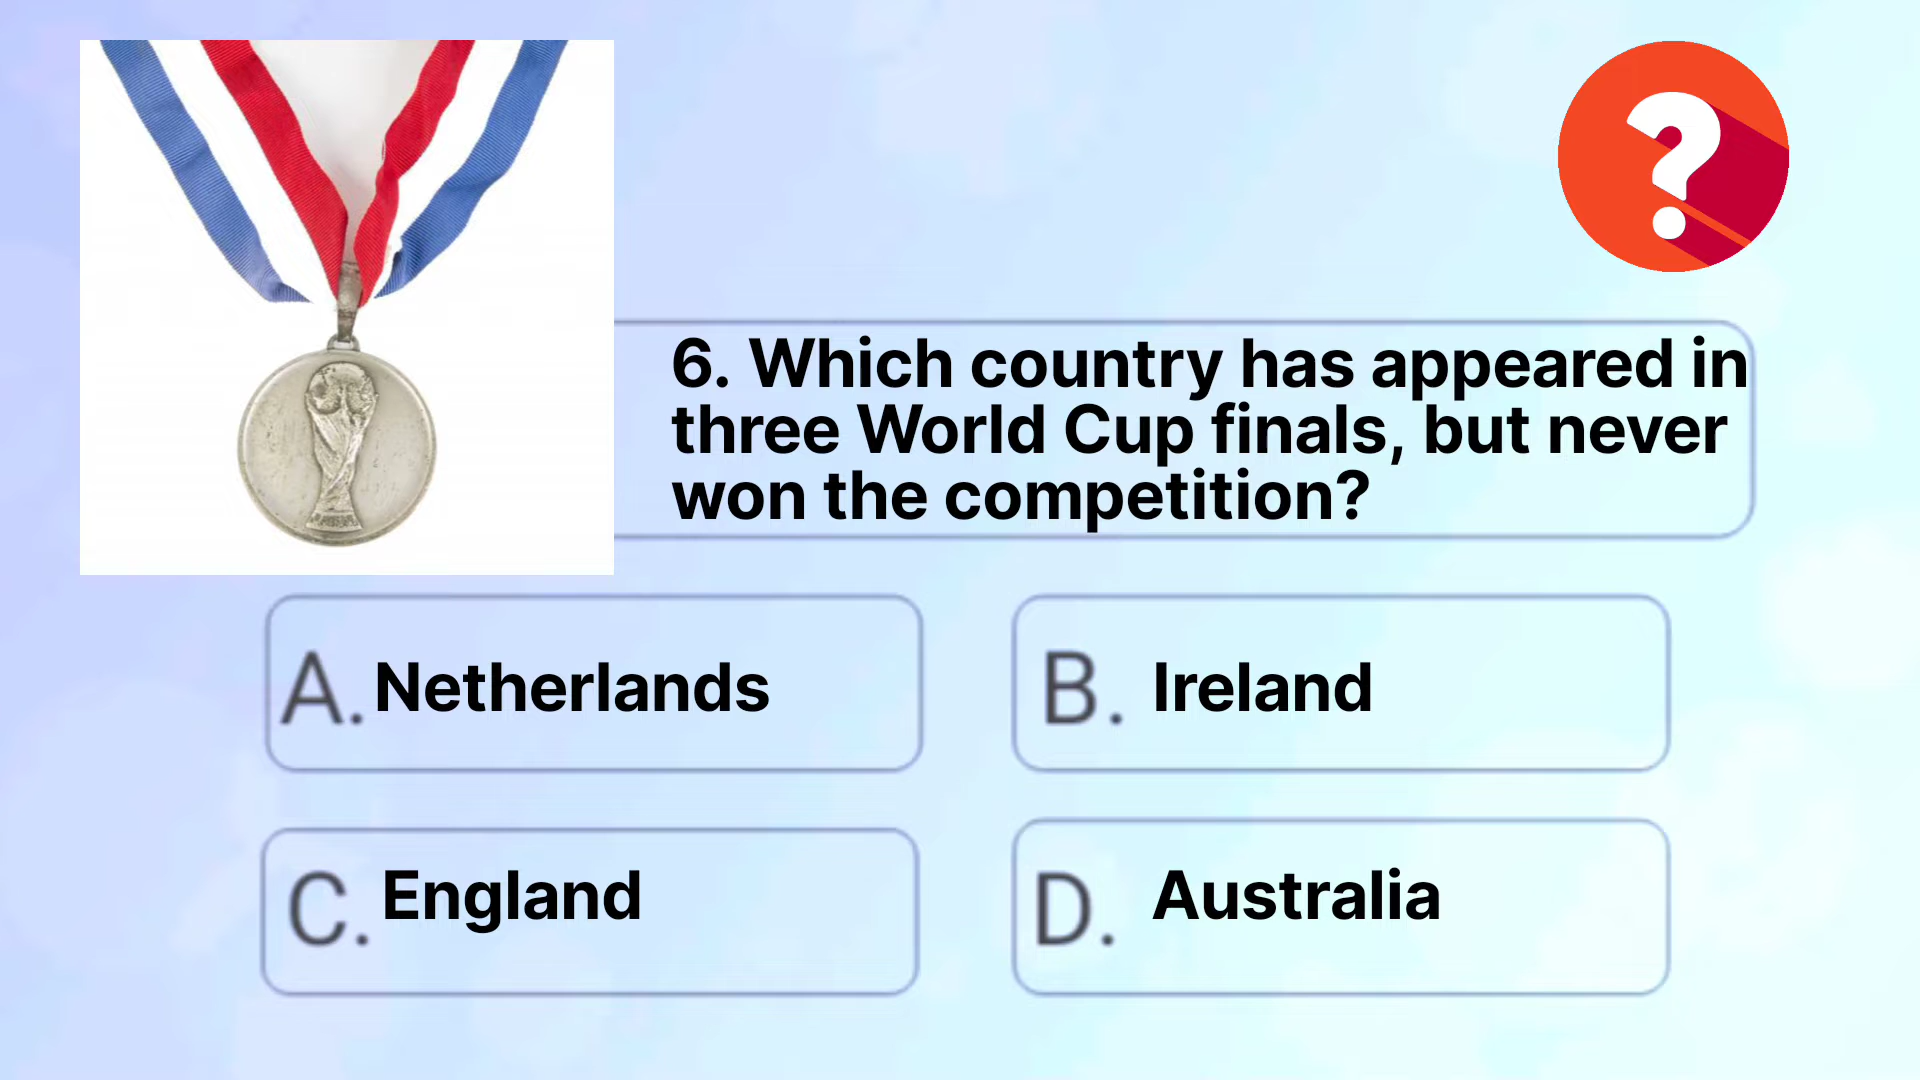 6. Which country has appeared in
three World Cup finals, but never
won the competition?
A. Netherlands
B. Ireland
C. England
D. Australia